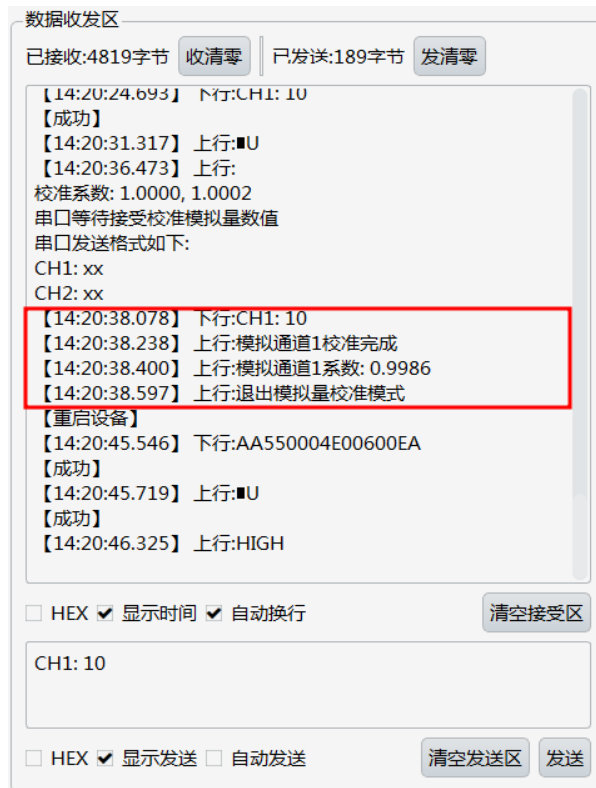 数据收发区
已接收:4819字节 收清零 已发送:189字节 发清零
【14:20:24.693】 下行:CH1: 10
【成功】
【14:20:31.317】 上行:∎U
【14:20:36.473】 上行:
校准系数: 1.0000, 1.0002
串口等待接受校准模拟量数值
串口发送格式如下:
CH1: xx
CH2: xx
【14:20:38.078】 下行:CH1: 10
【14:20:38.238】 上行:模拟通道1校准完成
【14:20:38.400】 上行:模拟通道1系数: 0.9986
【14:20:38.597】 上行:退出模拟量校准模式
【重启设备】
【14:20:45.546】 下行:AA550004E00600EA
【成功】
【14:20:45.719】 上行:∎U
【成功】
【14:20:46.325】 上行:HIGH
HEX 显示时间 自动换行 清空接受区
CH1: 10
HEX 显示发送 自动发送 清空发送区 发送